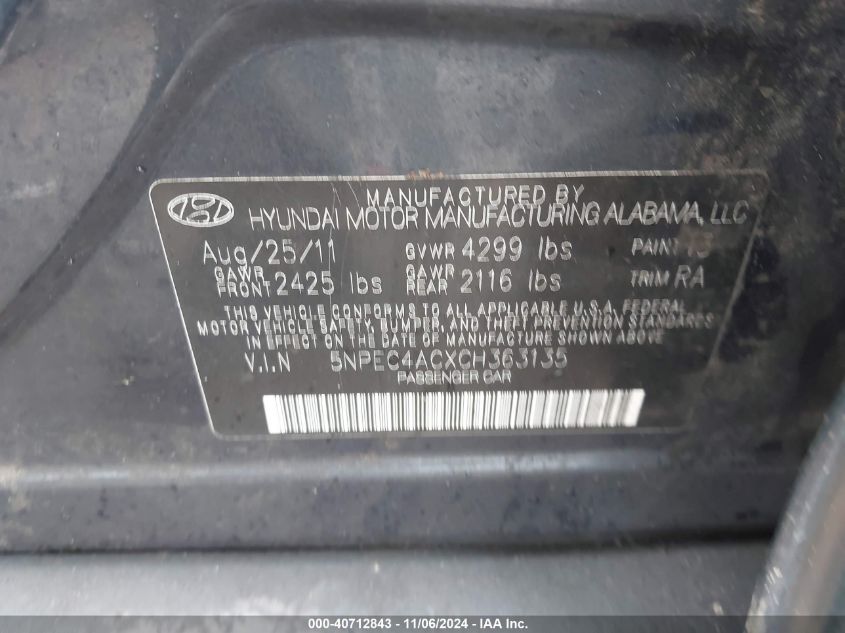 MANUFACTURED BY
HYUNDAI MOTOR MANUFACTURING ALABAMA, LLC
Aug/25/11 GVWR 4299 lbs PAINT
GAWR FRONT 2425 lbs GAWR REAR 2116 lbs TRIM RA
THIS VEHICLE CONFORMS TO ALL APPLICABLE U.S.A. FEDERAL
MOTOR VEHICLE SAFETY, BUMPER, AND THEFT PREVENTION STANDARDS
IN EFFECT ON THE DATE OF MANUFACTURE SHOWN ABOVE
V.I.N 5NPEC4ACXCH363135
PASSENGER CAR
000-40712843 - 11/06/2024 - IAA Inc.